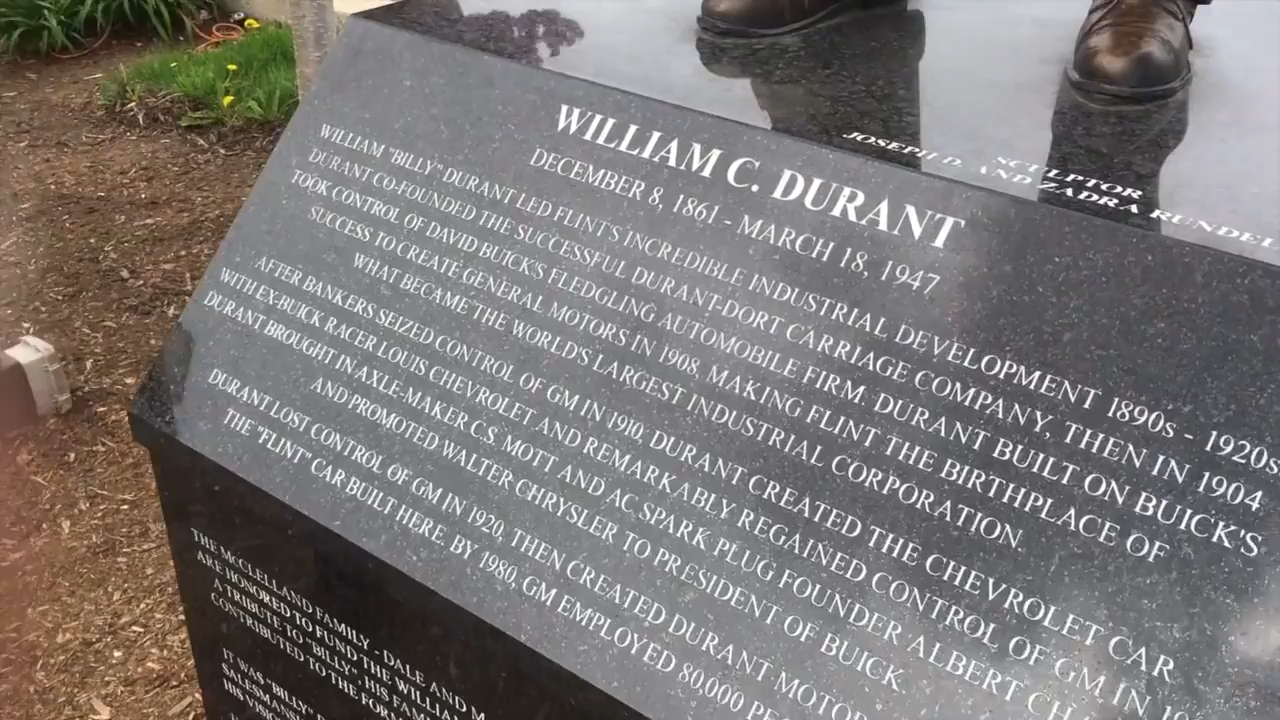 JOSEPH D. AND ZADRA RUNDEL
SCULPTOR
WILLIAM C. DURANT
DECEMBER 8, 1861 - MARCH 18, 1947
WILLIAM "BILLY" DURANT LED FLINT'S INCREDIBLE INDUSTRIAL DEVELOPMENT 1890s - 1920s
DURANT CO-FOUNDED THE SUCCESSFUL DURANT-DORT CARRIAGE COMPANY, THEN IN 1904
TOOK CONTROL OF DAVID BUICK'S FLEDGLING AUTOMOBILE FIRM. DURANT BUILT ON BUICK'S
SUCCESS TO CREATE GENERAL MOTORS IN 1908, MAKING FLINT THE BIRTHPLACE OF
WHAT BECAME THE WORLD'S LARGEST INDUSTRIAL CORPORATION.
AFTER BANKERS SEIZED CONTROL OF GM IN 1910, DURANT CREATED THE CHEVROLET CAR
WITH EX-BUICK RACER LOUIS CHEVROLET AND REMARKABLY REGAINED CONTROL OF GM IN
DURANT BROUGHT IN AXLE-MAKER C.S. MOTT AND AC SPARK PLUG FOUNDER ALBERT
AND PROMOTED WALTER CHRYSLER TO PRESIDENT OF BUICK.
DURANT LOST CONTROL OF GM IN 1920, THEN CREATED DURANT
THE "FLINT" CAR BUILT HERE. BY 1980, GM EMPLOYED 80,000
THE McCLELLAND FAMILY - DALE AND
ARE HONORED TO FUND THE WILLIAM
A TRIBUTE TO "BILLY", HIS
CONTRIBUTED TO THE
IT WAS "BILLY"
HIS